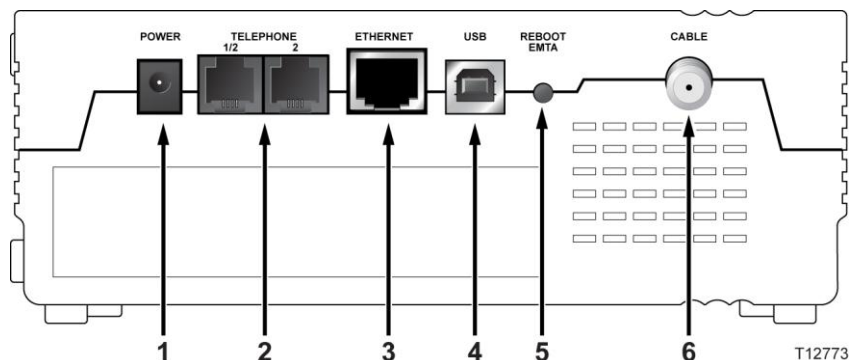 POWER
TELEPHONE
1/2 2
ETHERNET
USB
REBOOT
EMTA
CABLE
1 2 3 4 5 6
T12773